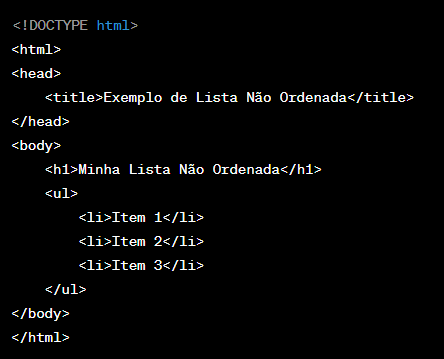 <!DOCTYPE html>
<html>
<head>
    <title>Exemplo de Lista Não Ordenada</title>
</head>
<body>
    <h1>Minha Lista Não Ordenada</h1>
    <ul>
        <li>Item 1</li>
        <li>Item 2</li>
        <li>Item 3</li>
    </ul>
</body>
</html>